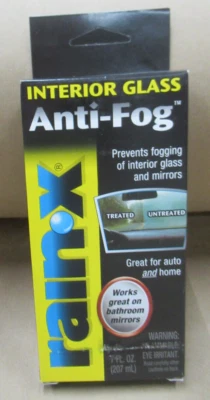 INTERIOR GLASS
Anti-Fog™
Prevents fogging
of interior glass
and mirrors
TREATED UNTREATED
rain-x®
Great for auto
and home
Works
great on
bathroom
mirrors
WARNING:
EYE IRRITANT.
7 FL. OZ.
(207 mL)